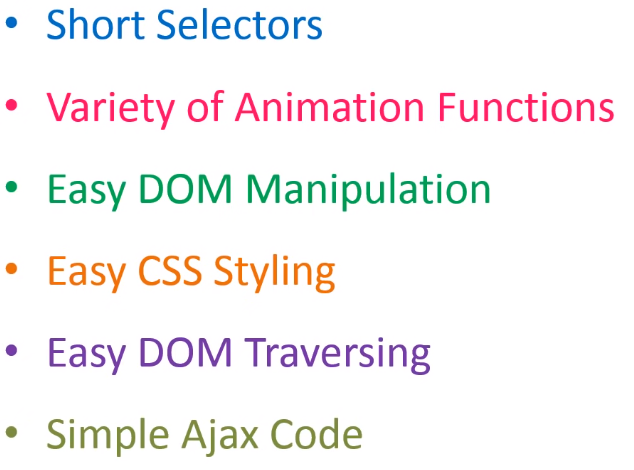 • Short Selectors
• Variety of Animation Functions
• Easy DOM Manipulation
• Easy CSS Styling
• Easy DOM Traversing
• Simple Ajax Code